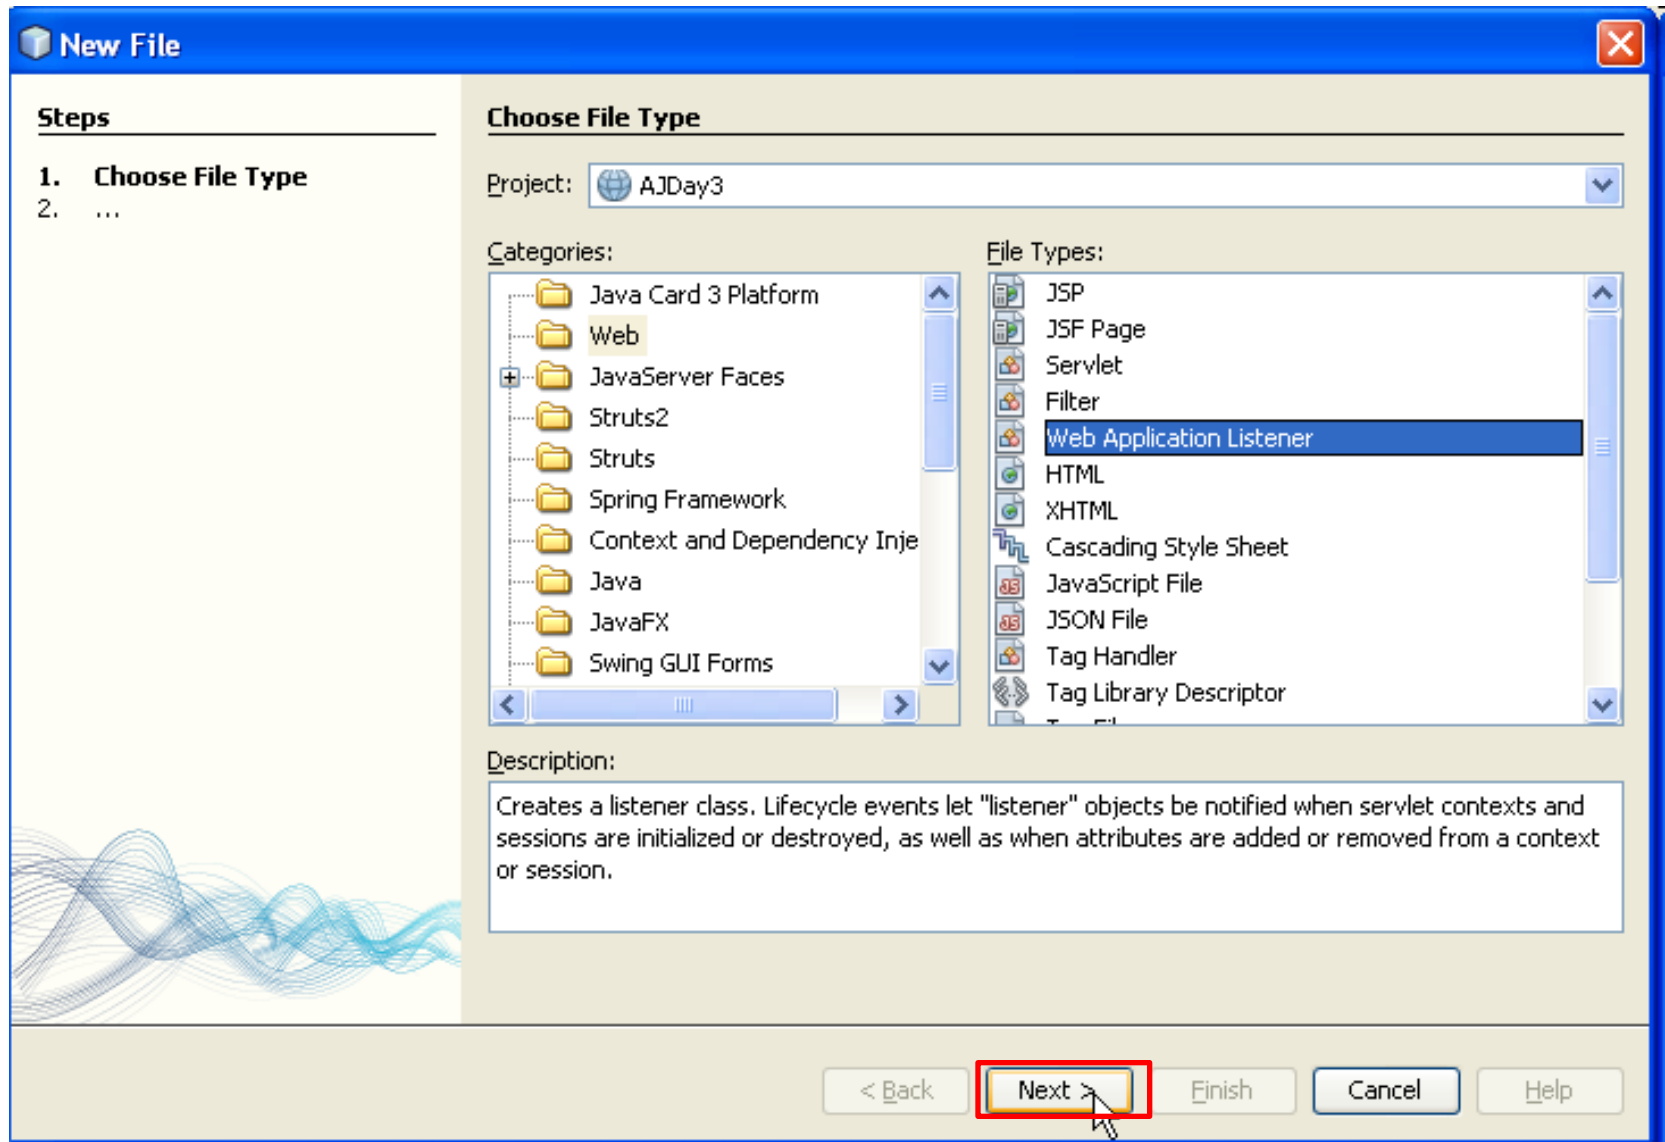 New File
Steps
1. Choose File Type
2. ...
Choose File Type
Project: AJDay3
Categories:
Java Card 3 Platform
Web
JavaServer Faces
Struts2
Struts
Spring Framework
Context and Dependency Inje
Java
JavaFX
Swing GUI Forms
File Types:
JSP
JSF Page
Servlet
Filter
Web Application Listener
HTML
XHTML
Cascading Style Sheet
JavaScript File
JSON File
Tag Handler
Tag Library Descriptor
Description:
Creates a listener class. Lifecycle events let "listener" objects be notified when servlet contexts and
sessions are initialized or destroyed, as well as when attributes are added or removed from a context
or session.
< Back
Next >
Finish
Cancel
Help